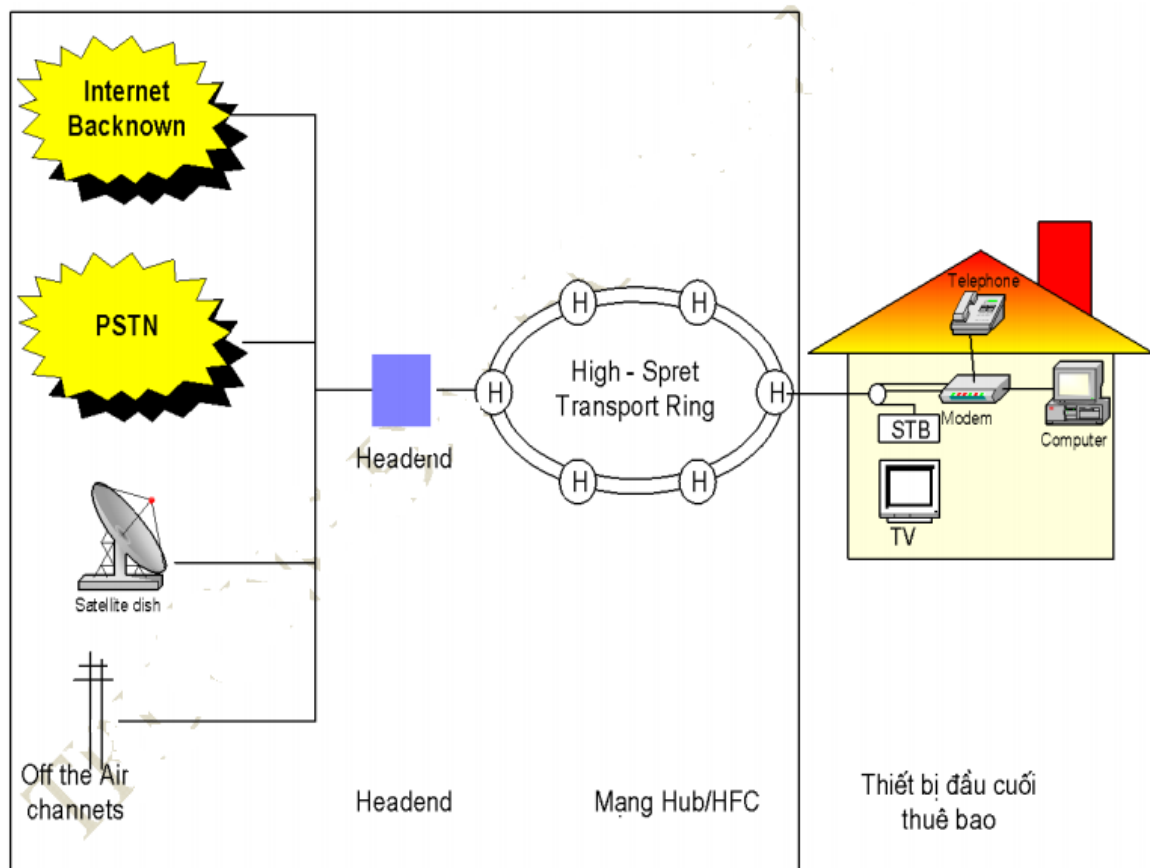 Internet
Backnown
PSTN
Satellite dish
Off the Air
channets
Headend
Headend
H
H
H
H
H
H
High - Spret
Transport Ring
Mạng Hub/HFC
Telephone
Modem
STB
Computer
TV
Thiết bị đầu cuối
thuê bao